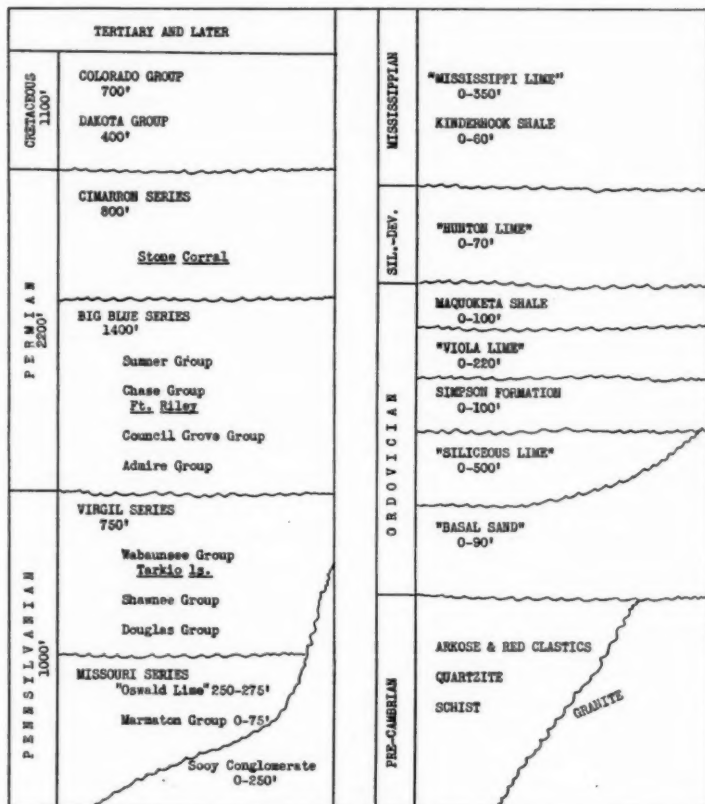 TERTIARY AND LATER
CRETACEOUS
1100'
COLORADO GROUP
700'
DAKOTA GROUP
400'
PERMIAN
2200'
CIMARRON SERIES
800'
Stone Corral
BIG BLUE SERIES
1400'
Sumner Group
Chase Group
Ft. Riley
Council Grove Group
Admire Group
PENNSYLVANIAN
1000'
VIRGIL SERIES
750'
Wabaunsee Group
Tarkio ls.
Shawnee Group
Douglas Group
MISSOURI SERIES
"Oswald Lime" 250-275'
Marmaton Group 0-75'
Sooy Conglomerate
0-250'
MISSISSIPPIAN
"MISSISSIPPI LIME"
0-350'
KINDERHOOK SHALE
0-60'
SIL.-DEV.
"HUNTON LIME"
0-70'
ORDOVICIAN
MAQUOKETA SHALE
0-100'
"VIOLA LIME"
0-220'
SIMPSON FORMATION
0-100'
"SILICEOUS LIME"
0-500'
"BASAL SAND"
0-90'
PRE-CAMBRIAN
ARKOSE & RED CLASTICS
QUARTZITE
SCHIST
GRANITE